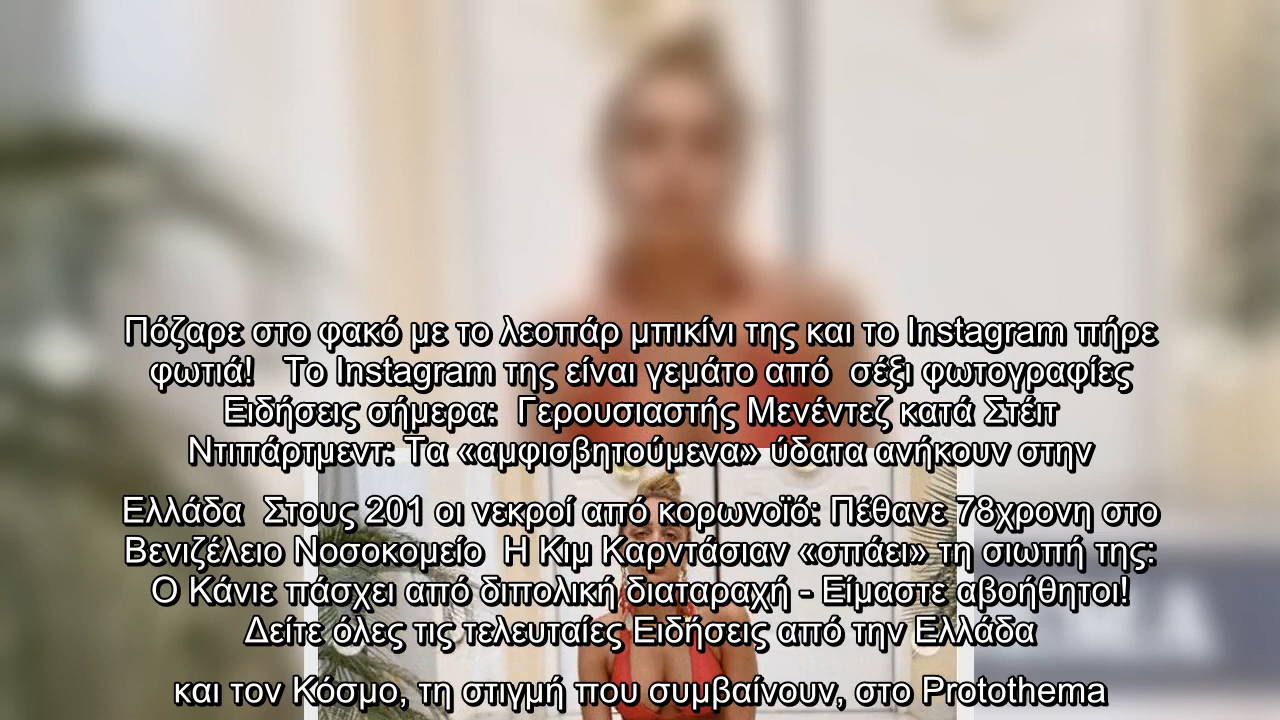 Πόζαρε στο φακό με το λεοπάρ μπικίνι της και το Instagram πήρε
φωτιά!   Το Instagram της είναι γεμάτο από  σέξι φωτογραφίες
Ειδήσεις σήμερα:  Γερουσιαστής Μενέντεζ κατά Στέιτ
Ντιπάρτμεντ: Τα «αμφισβητούμενα» ύδατα ανήκουν στην
Ελλάδα  Στους 201 οι νεκροί από κορωνοϊό: Πέθανε 78χρονη στο
Βενιζέλειο Νοσοκομείο  Η Κιμ Καρντάσιαν «σπάει» τη σιωπή της:
Ο Κάνιε πάσχει από διπολική διαταραχή - Είμαστε αβοήθητοι!
Δείτε όλες τις τελευταίες Ειδήσεις από την Ελλάδα
και τον Κόσμο, τη στιγμή που συμβαίνουν, στο Protothema